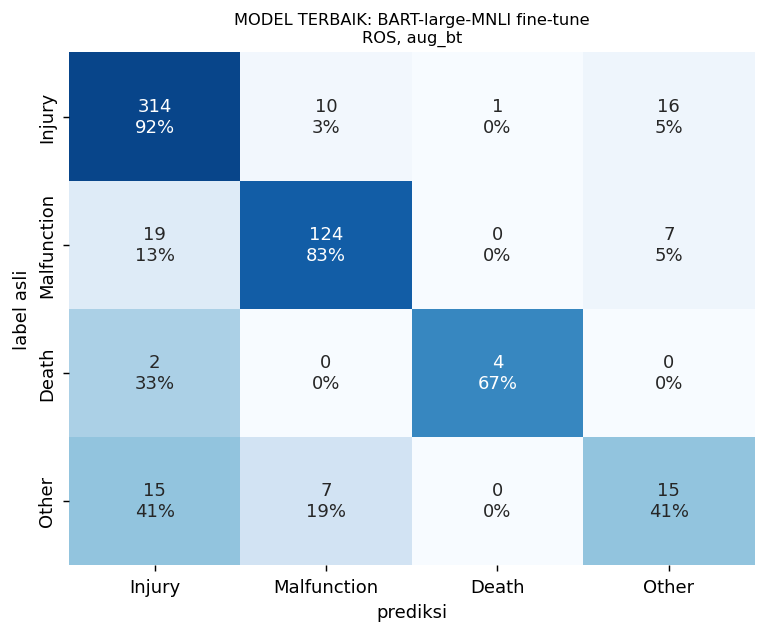 MODEL TERBAIK: BART-large-MNLI fine-tune
ROS, aug_bt
label asli
Injury
314 10 1 16
92% 3% 0% 5%
Malfunction
19 124 0 7
13% 83% 0% 5%
Death
2 0 4 0
33% 0% 67% 0%
Other
15 7 0 15
41% 19% 0% 41%
Injury Malfunction Death Other
prediksi